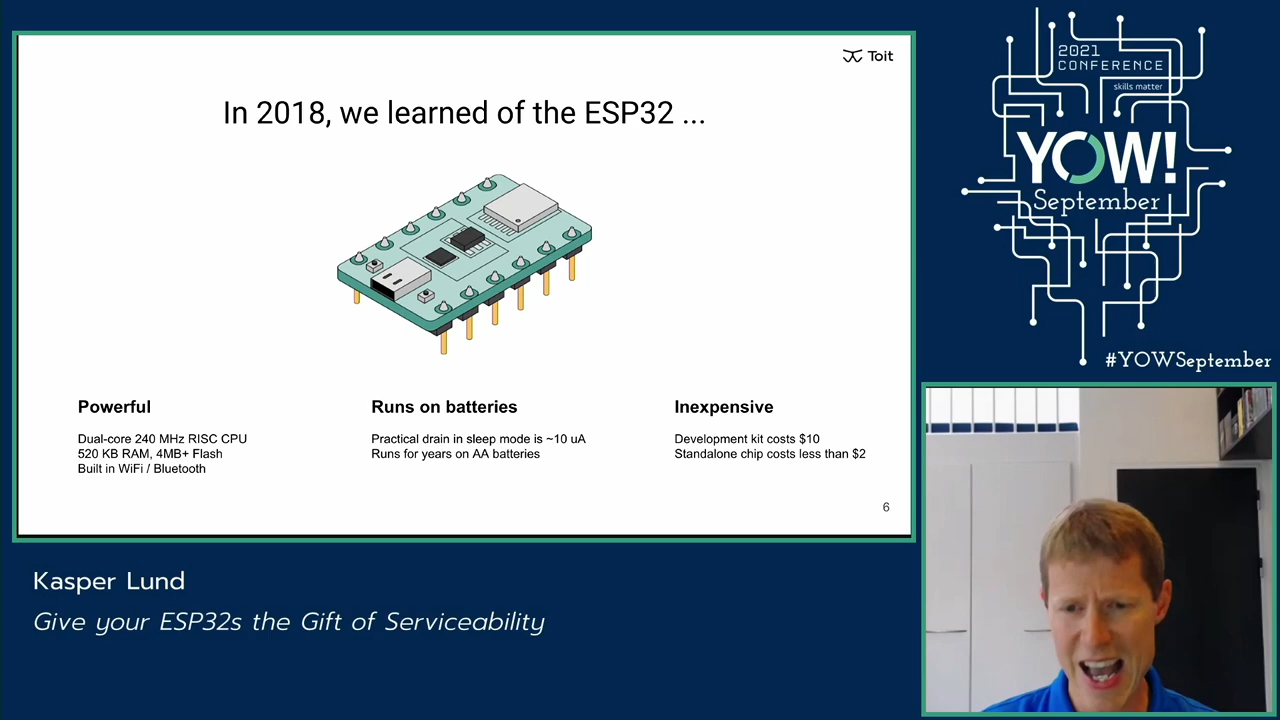 Toit
In 2018, we learned of the ESP32 ...
Powerful
Dual-core 240 MHz RISC CPU
520 KB RAM, 4MB+ Flash
Built in WiFi / Bluetooth
Runs on batteries
Practical drain in sleep mode is ~10 uA
Runs for years on AA batteries
Inexpensive
Development kit costs $10
Standalone chip costs less than $2
6
2021
CONFERENCE
skills matter
YOW!
September
#YOWSeptember
Kasper Lund
Give your ESP32s the Gift of Serviceability